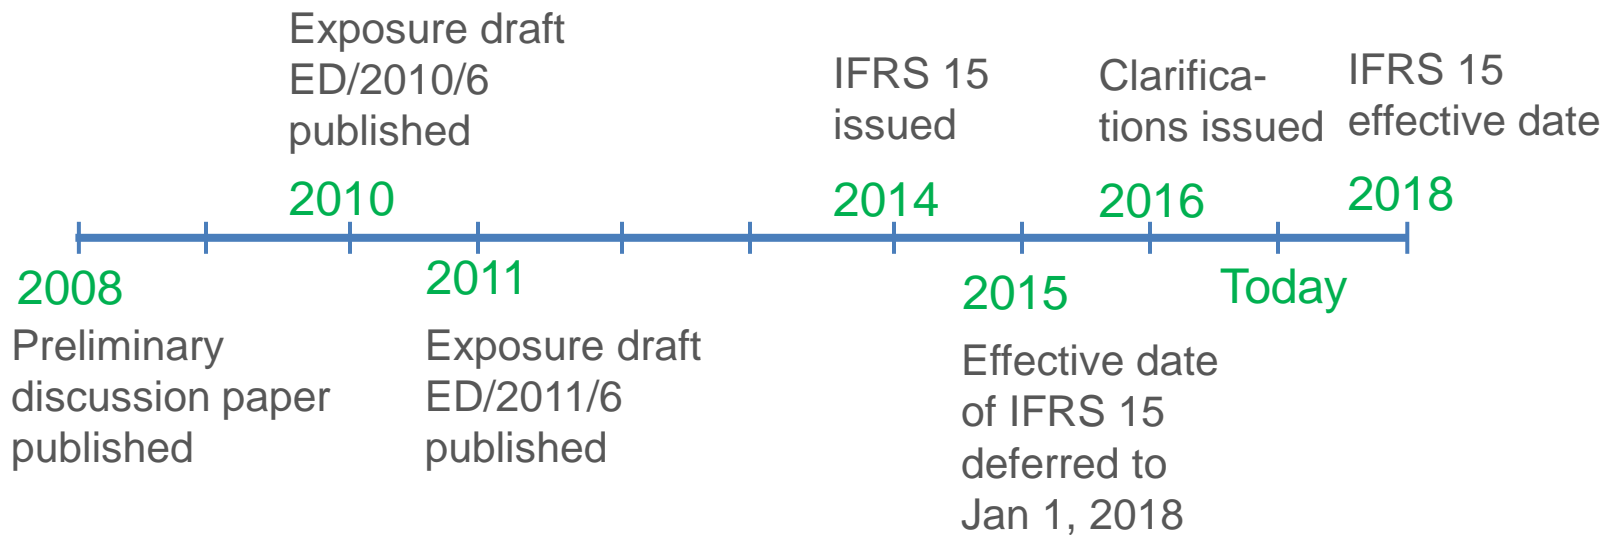 Exposure draft
ED/2010/6
published
2010
IFRS 15
issued
2014
Clarifica-
tions issued
2016
IFRS 15
effective date
2018
2008
Preliminary
discussion paper
published
2011
Exposure draft
ED/2011/6
published
2015
Effective date
of IFRS 15
deferred to
Jan 1, 2018
Today